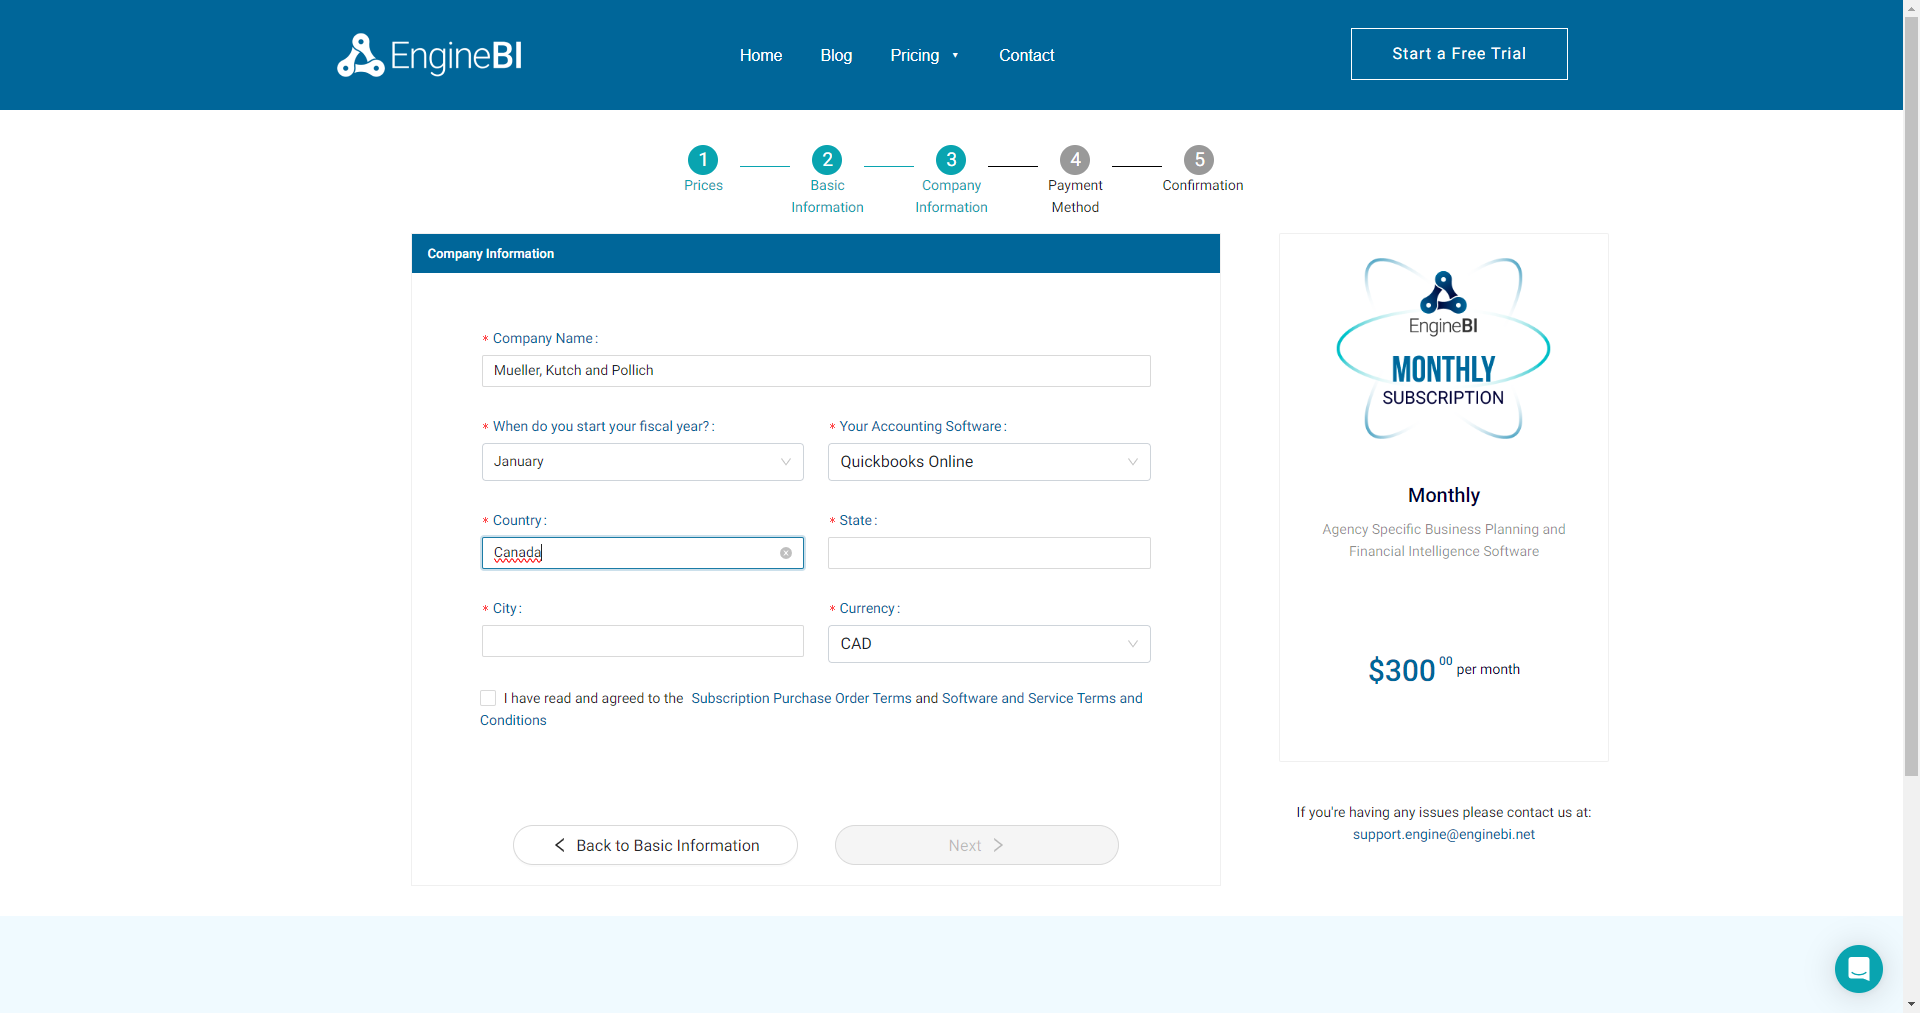 EngineBI
Home Blog Pricing Contact
Start a Free Trial
1 2 3 4 5
Prices Basic Information Company Information Payment Method Confirmation
Company Information
* Company Name:
Mueller, Kutch and Pollich
* When do you start your fiscal year?: * Your Accounting Software:
January Quickbooks Online
* Country: * State:
Canada
* City: * Currency:
CAD
I have read and agreed to the Subscription Purchase Order Terms and Software and Service Terms and
Conditions
Back to Basic Information Next
EngineBI
MONTHLY
SUBSCRIPTION
Monthly
Agency Specific Business Planning and
Financial Intelligence Software
$300 00 per month
If you're having any issues please contact us at:
support.engine@enginebi.net